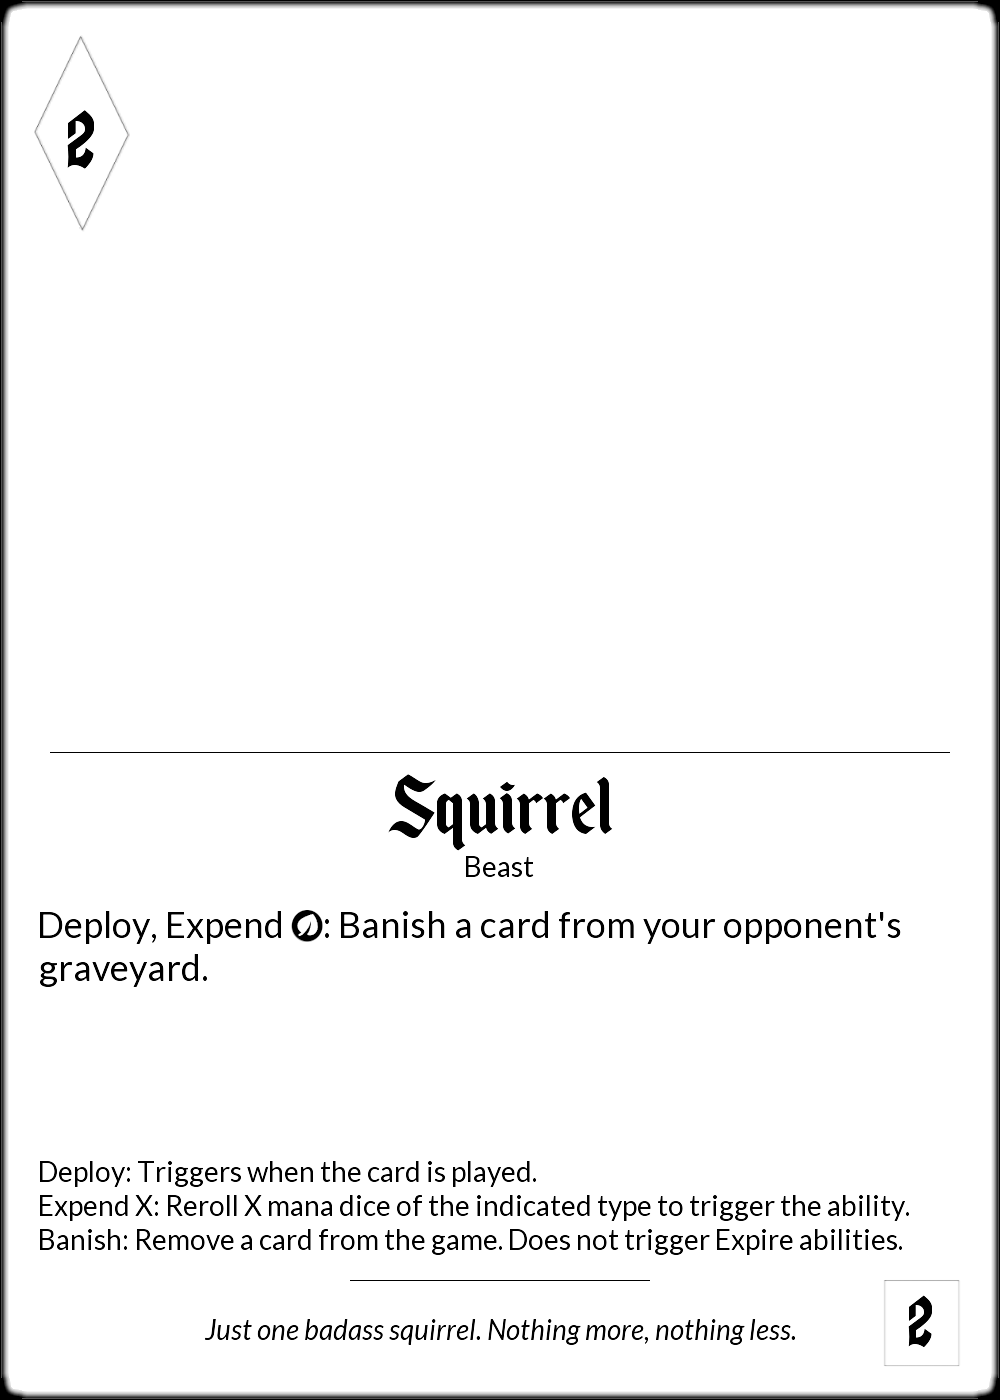 2
Squirrel
Beast
Deploy, Expend : Banish a card from your opponent's
graveyard.
Deploy: Triggers when the card is played.
Expend X: Reroll X mana dice of the indicated type to trigger the ability.
Banish: Remove a card from the game. Does not trigger Expire abilities.
Just one badass squirrel. Nothing more, nothing less.
2